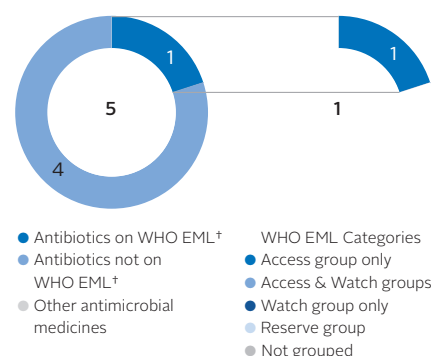 1
1
5
1
4
Antibiotics on WHO EML†
Antibiotics not on
WHO EML†
Other antimicrobial
medicines
WHO EML Categories
Access group only
Access & Watch groups
Watch group only
Reserve group
Not grouped